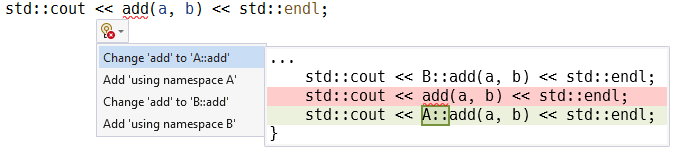 std::cout << add(a, b) << std::endl;
Change 'add' to 'A::add'
Add 'using namespace A'
Change 'add' to 'B::add'
Add 'using namespace B'
...
std::cout << B::add(a, b) << std::endl;
std::cout << add(a, b) << std::endl;
std::cout << A::add(a, b) << std::endl;
}